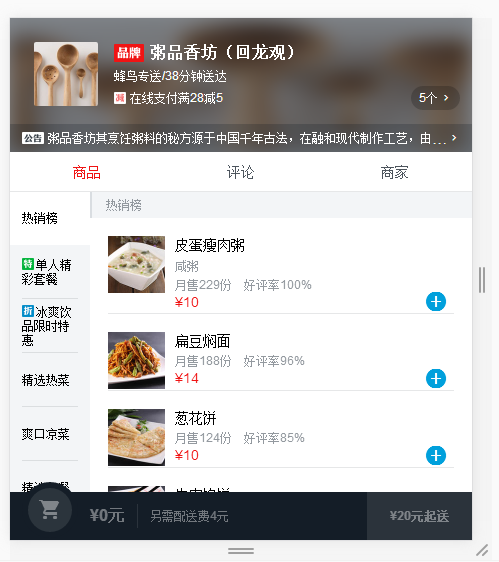 品牌 粥品香坊（回龙观）
蜂鸟专送/38分钟送达
减 在线支付满28减5
5个 >
公告 粥品香坊其烹饪粥料的秘方源于中国千年古法，在融和现代制作工艺，由... >
商品 评论 商家
热销榜
特 单人精
彩套餐
折 冰爽饮
品限时特
惠
精选热菜
爽口凉菜
热销榜
皮蛋瘦肉粥
咸粥
月售229份 好评率100%
¥10
扁豆焖面
月售188份 好评率96%
¥14
葱花饼
月售124份 好评率85%
¥10
¥0元 另需配送费4元 ¥20元起送